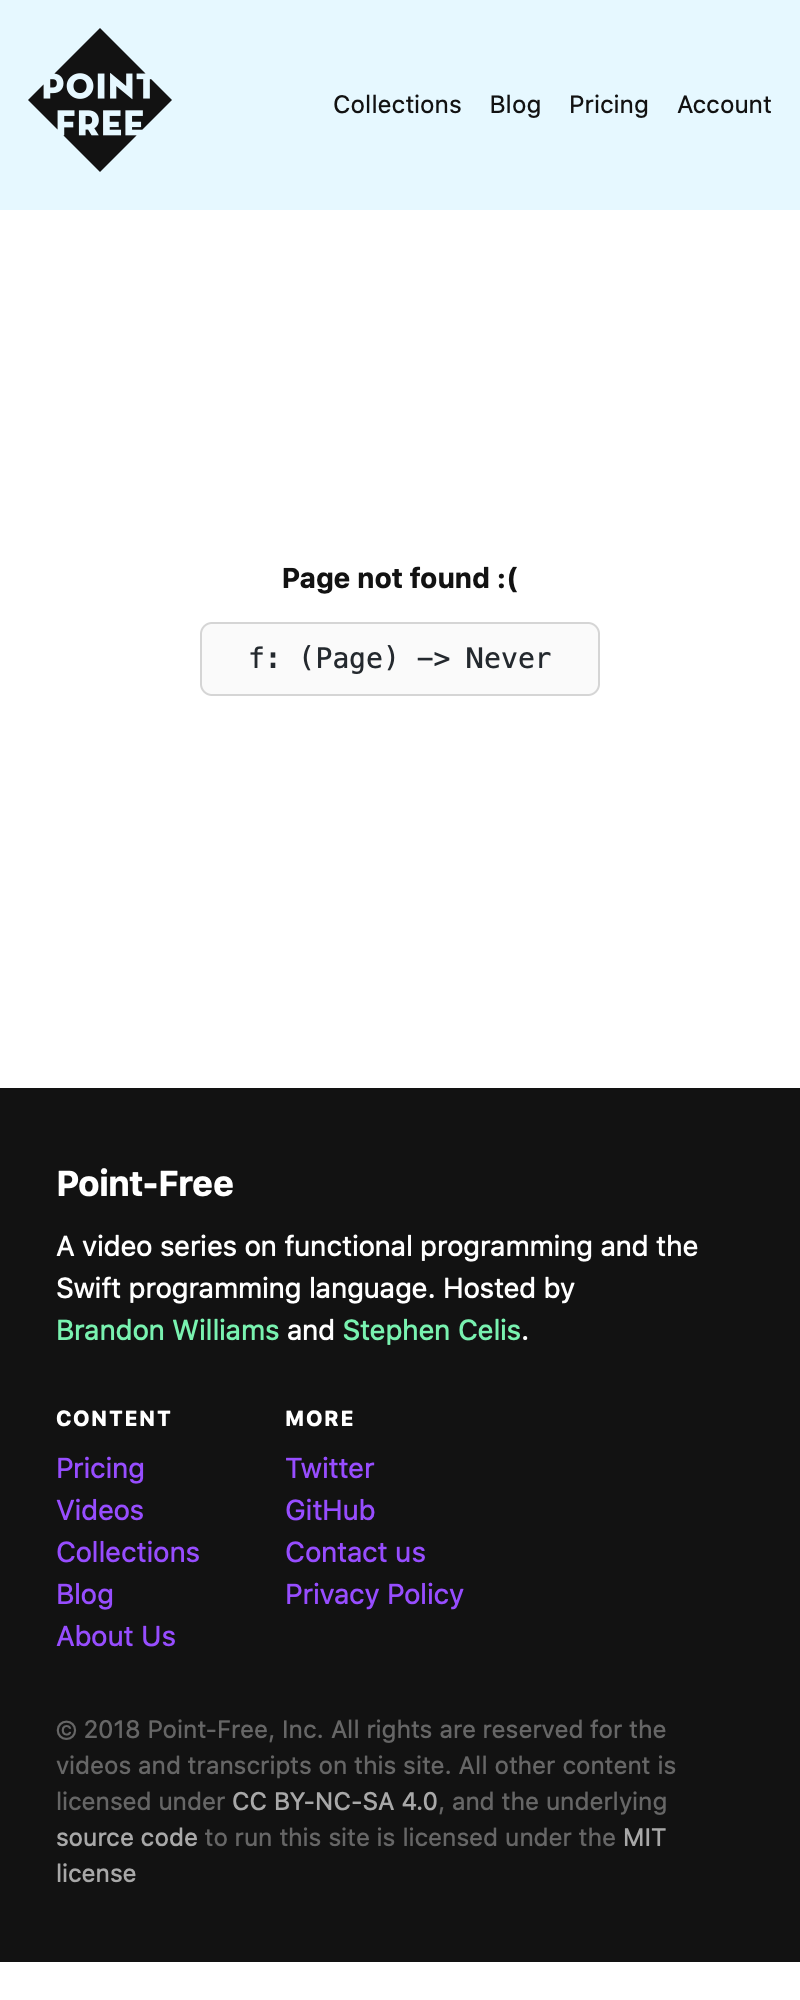 POINT
FREE
Collections Blog Pricing Account
Page not found :(
f: (Page) -> Never
Point-Free
A video series on functional programming and the
Swift programming language. Hosted by
Brandon Williams and Stephen Celis.
CONTENT
Pricing
Videos
Collections
Blog
About Us
MORE
Twitter
GitHub
Contact us
Privacy Policy
© 2018 Point-Free, Inc. All rights are reserved for the
videos and transcripts on this site. All other content is
licensed under CC BY-NC-SA 4.0, and the underlying
source code to run this site is licensed under the MIT
license